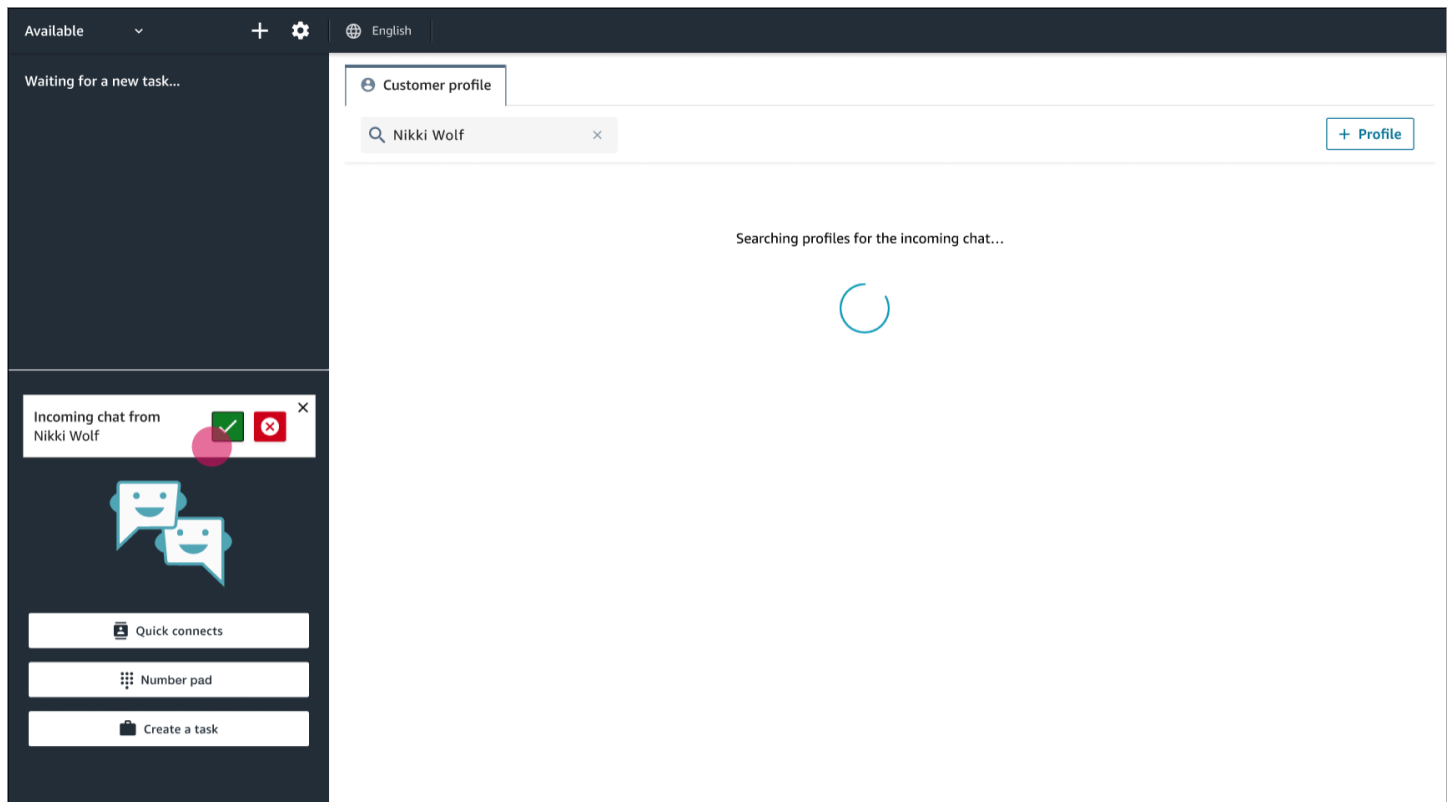 Available
English
Waiting for a new task...
Customer profile
Nikki Wolf
+ Profile
Searching profiles for the incoming chat...
Incoming chat from
Nikki Wolf
Quick connects
Number pad
Create a task